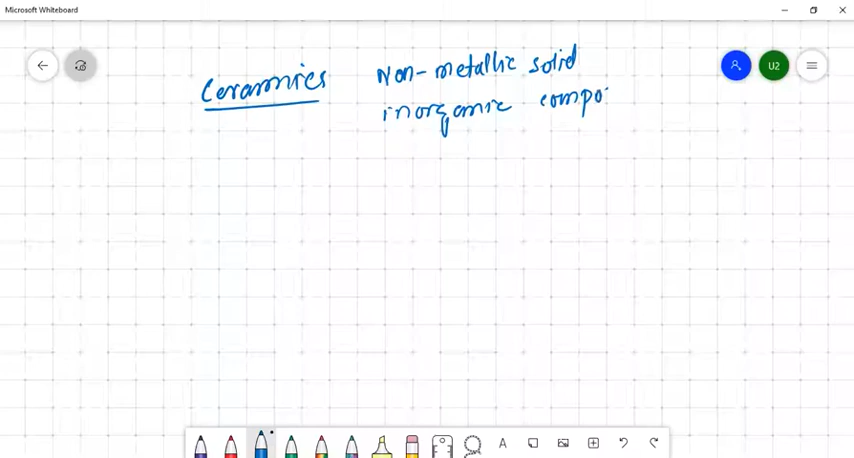 Microsoft Whiteboard
U2
Ceramics
Non-metallic solid
inorganic compo
A